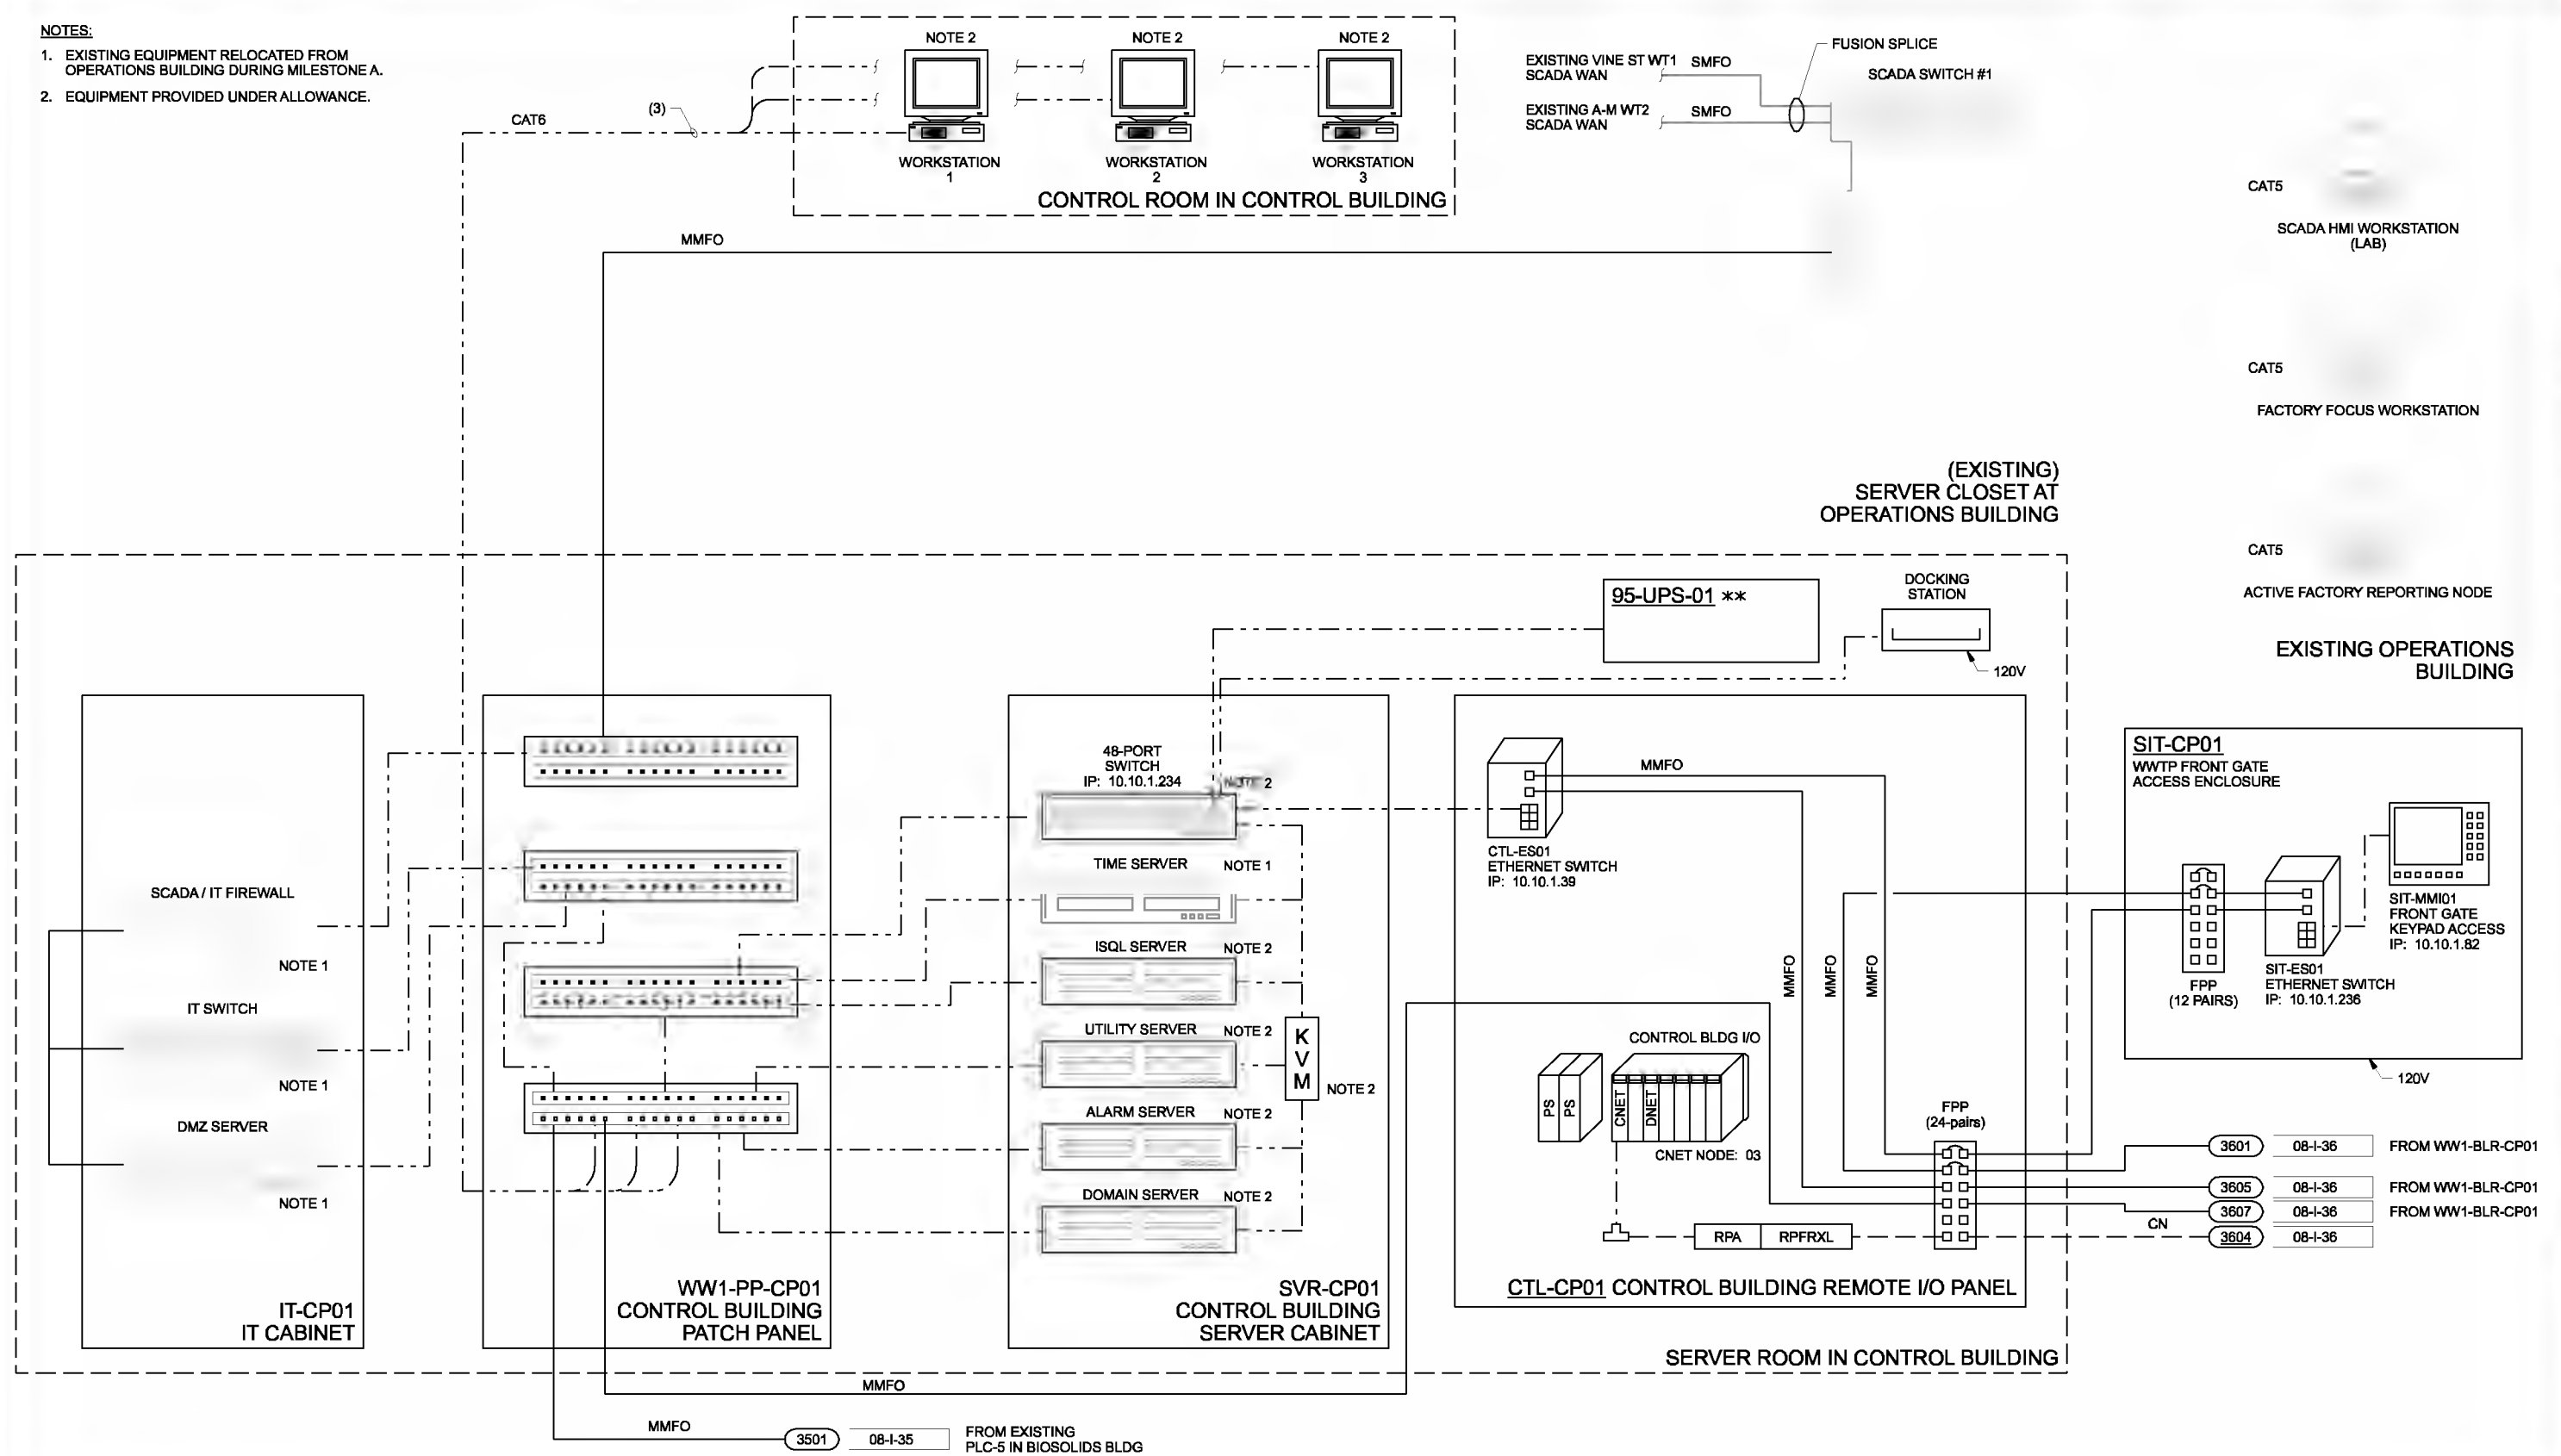 NOTES:
1. EXISTING EQUIPMENT RELOCATED FROM
OPERATIONS BUILDING DURING MILESTONE A.
2. EQUIPMENT PROVIDED UNDER ALLOWANCE.
CAT6
(3)
NOTE 2
NOTE 2
NOTE 2
WORKSTATION
1
WORKSTATION
2
WORKSTATION
3
CONTROL ROOM IN CONTROL BUILDING
EXISTING VINE ST WT1
SCADA WAN
SMFO
EXISTING A-M WT2
SCADA WAN
SMFO
FUSION SPLICE
SCADA SWITCH #1
CAT5
SCADA HMI WORKSTATION
(LAB)
CAT5
FACTORY FOCUS WORKSTATION
CAT5
ACTIVE FACTORY REPORTING NODE
EXISTING OPERATIONS
BUILDING
MMFO
(EXISTING)
SERVER CLOSET AT
OPERATIONS BUILDING
95-UPS-01 **
DOCKING
STATION
120V
SCADA / IT FIREWALL
NOTE 1
IT SWITCH
NOTE 1
DMZ SERVER
NOTE 1
IT-CP01
IT CABINET
WW1-PP-CP01
CONTROL BUILDING
PATCH PANEL
48-PORT
SWITCH
IP: 10.10.1.234
NOTE 2
TIME SERVER
NOTE 1
ISQL SERVER
NOTE 2
UTILITY SERVER
NOTE 2
KVM
NOTE 2
ALARM SERVER
NOTE 2
DOMAIN SERVER
NOTE 2
SVR-CP01
CONTROL BUILDING
SERVER CABINET
MMFO
CTL-ES01
ETHERNET SWITCH
IP: 10.10.1.39
MMFO
MMFO
MMFO
CONTROL BLDG I/O
PS
PS
CNET
DNET
CNET NODE: 03
RPA
RPFRXL
FPP
(24-pairs)
CTL-CP01 CONTROL BUILDING REMOTE I/O PANEL
SERVER ROOM IN CONTROL BUILDING
SIT-CP01
WWTP FRONT GATE
ACCESS ENCLOSURE
SIT-MMI01
FRONT GATE
KEYPAD ACCESS
IP: 10.10.1.82
SIT-ES01
ETHERNET SWITCH
IP: 10.10.1.236
FPP
(12 PAIRS)
120V
3601
08-I-36
FROM WW1-BLR-CP01
3605
08-I-36
FROM WW1-BLR-CP01
3607
08-I-36
FROM WW1-BLR-CP01
CN
3604
08-I-36
MMFO
MMFO
3501
08-I-35
FROM EXISTING
PLC-5 IN BIOSOLIDS BLDG